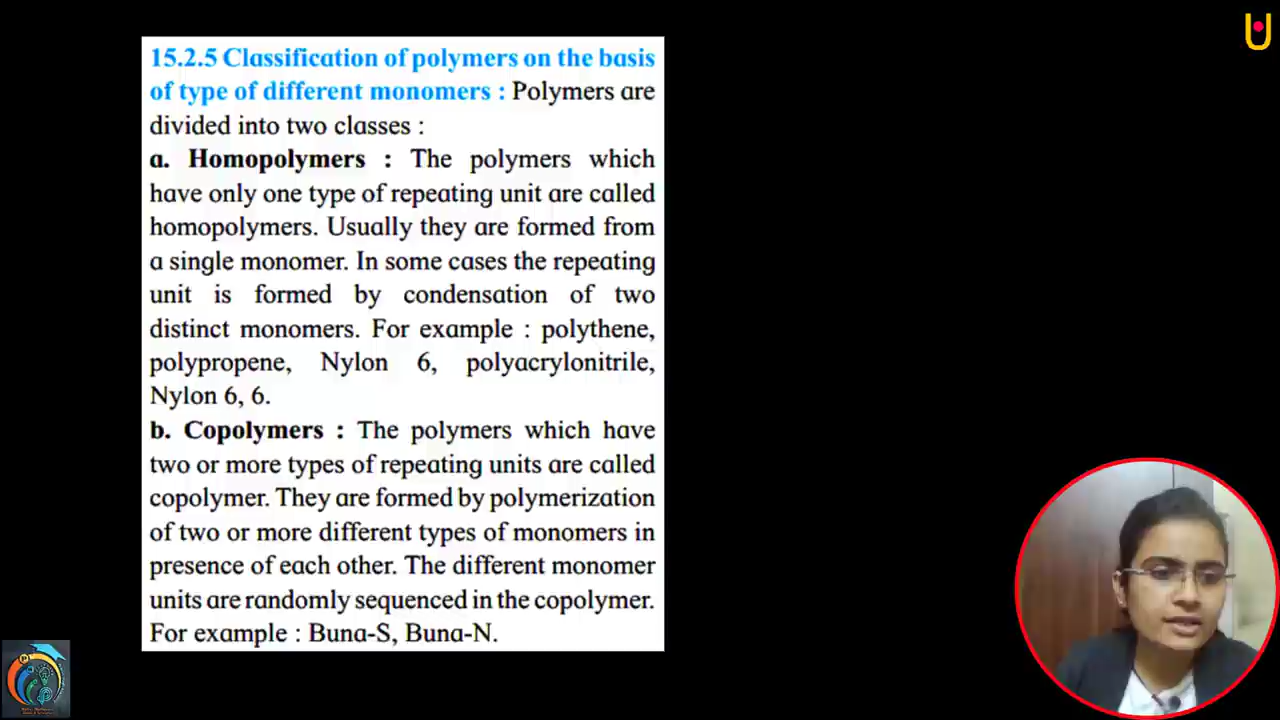 15.2.5 Classification of polymers on the basis
of type of different monomers : Polymers are
divided into two classes :
a. Homopolymers : The polymers which
have only one type of repeating unit are called
homopolymers. Usually they are formed from
a single monomer. In some cases the repeating
unit is formed by condensation of two
distinct monomers. For example : polythene,
polypropene, Nylon 6, polyacrylonitrile,
Nylon 6, 6.
b. Copolymers : The polymers which have
two or more types of repeating units are called
copolymer. They are formed by polymerization
of two or more different types of monomers in
presence of each other. The different monomer
units are randomly sequenced in the copolymer.
For example : Buna-S, Buna-N.